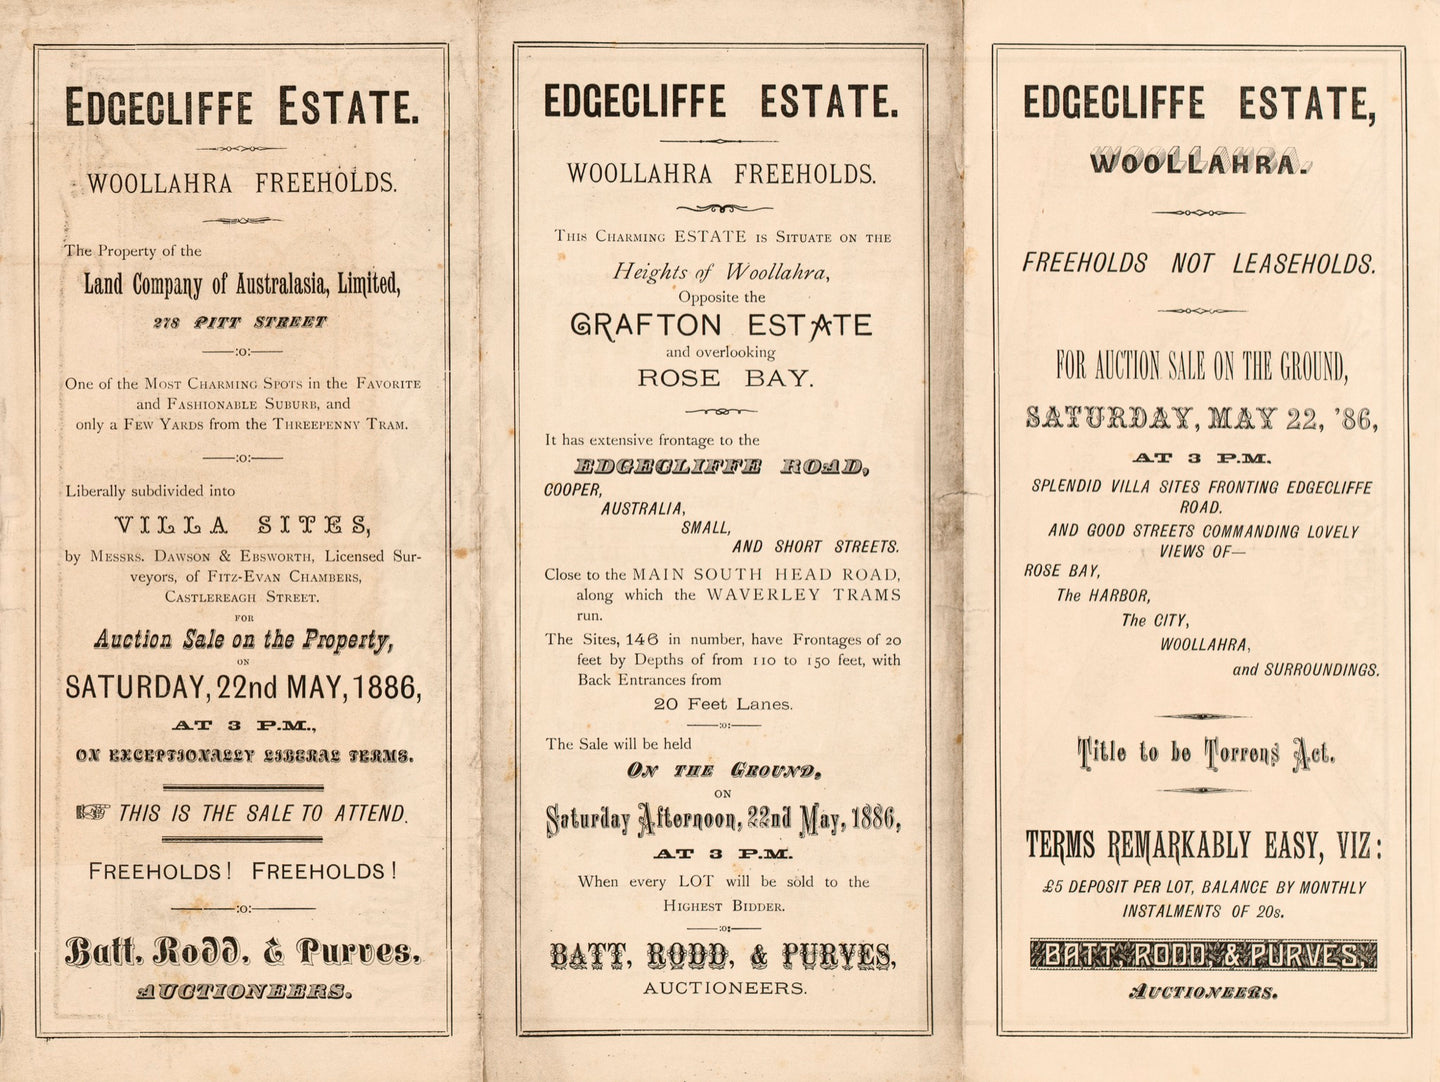 EDGECLIFFE ESTATE.
WOOLLAHRA FREEHOLDS.
The Property of the
Land Company of Australasia, Limited,
278 PITT STREET
:o:
One of the MOST CHARMING SPOTS in the FAVORITE
and FASHIONABLE SUBURB, and
only a FEW YARDS from the THREEPENNY TRAM.
:o:
Liberally subdivided into
VILLA SITES,
by MESSRS. DAWSON & EBSWORTH, Licensed Sur-
veyors, of FITZ-EVAN CHAMBERS,
CASTLEREAGH STREET.
FOR
Auction Sale on the Property,
ON
SATURDAY, 22nd MAY, 1886,
AT 3 P.M.,
ON EXCEPTIONALLY LIBERAL TERMS.
☞ THIS IS THE SALE TO ATTEND.
FREEHOLDS! FREEHOLDS!
:o:
Batt, Rodd, & Purves,
AUCTIONEERS.
EDGECLIFFE ESTATE.
WOOLLAHRA FREEHOLDS.
THIS CHARMING ESTATE IS SITUATE ON THE
Heights of Woollahra,
Opposite the
GRAFTON ESTATE
and overlooking
ROSE BAY.
It has extensive frontage to the
EDGECLIFFE ROAD,
COOPER,
AUSTRALIA,
SMALL,
AND SHORT STREETS.
Close to the MAIN SOUTH HEAD ROAD,
along which the WAVERLEY TRAMS
run.
The Sites, 146 in number, have Frontages of 20
feet by Depths of from 110 to 150 feet, with
Back Entrances from
20 Feet Lanes.
:o:
The Sale will be held
ON THE GROUND,
ON
Saturday Afternoon, 22nd May, 1886,
AT 3 P.M.
When every LOT will be sold to the
HIGHEST BIDDER.
:o:
BATT, RODD, & PURVES,
AUCTIONEERS.
EDGECLIFFE ESTATE,
WOOLLAHRA.
FREEHOLDS NOT LEASEHOLDS.
FOR AUCTION SALE ON THE GROUND,
SATURDAY, MAY 22, '86,
AT 3 P.M.
SPLENDID VILLA SITES FRONTING EDGECLIFFE
ROAD.
AND GOOD STREETS COMMANDING LOVELY
VIEWS OF—
ROSE BAY,
The HARBOR,
The CITY,
WOOLLAHRA,
and SURROUNDINGS.
Title to be Torrens Act.
TERMS REMARKABLY EASY, VIZ:
£5 DEPOSIT PER LOT, BALANCE BY MONTHLY
INSTALMENTS OF 20s.
BATT, RODD, & PURVES,
AUCTIONEERS.